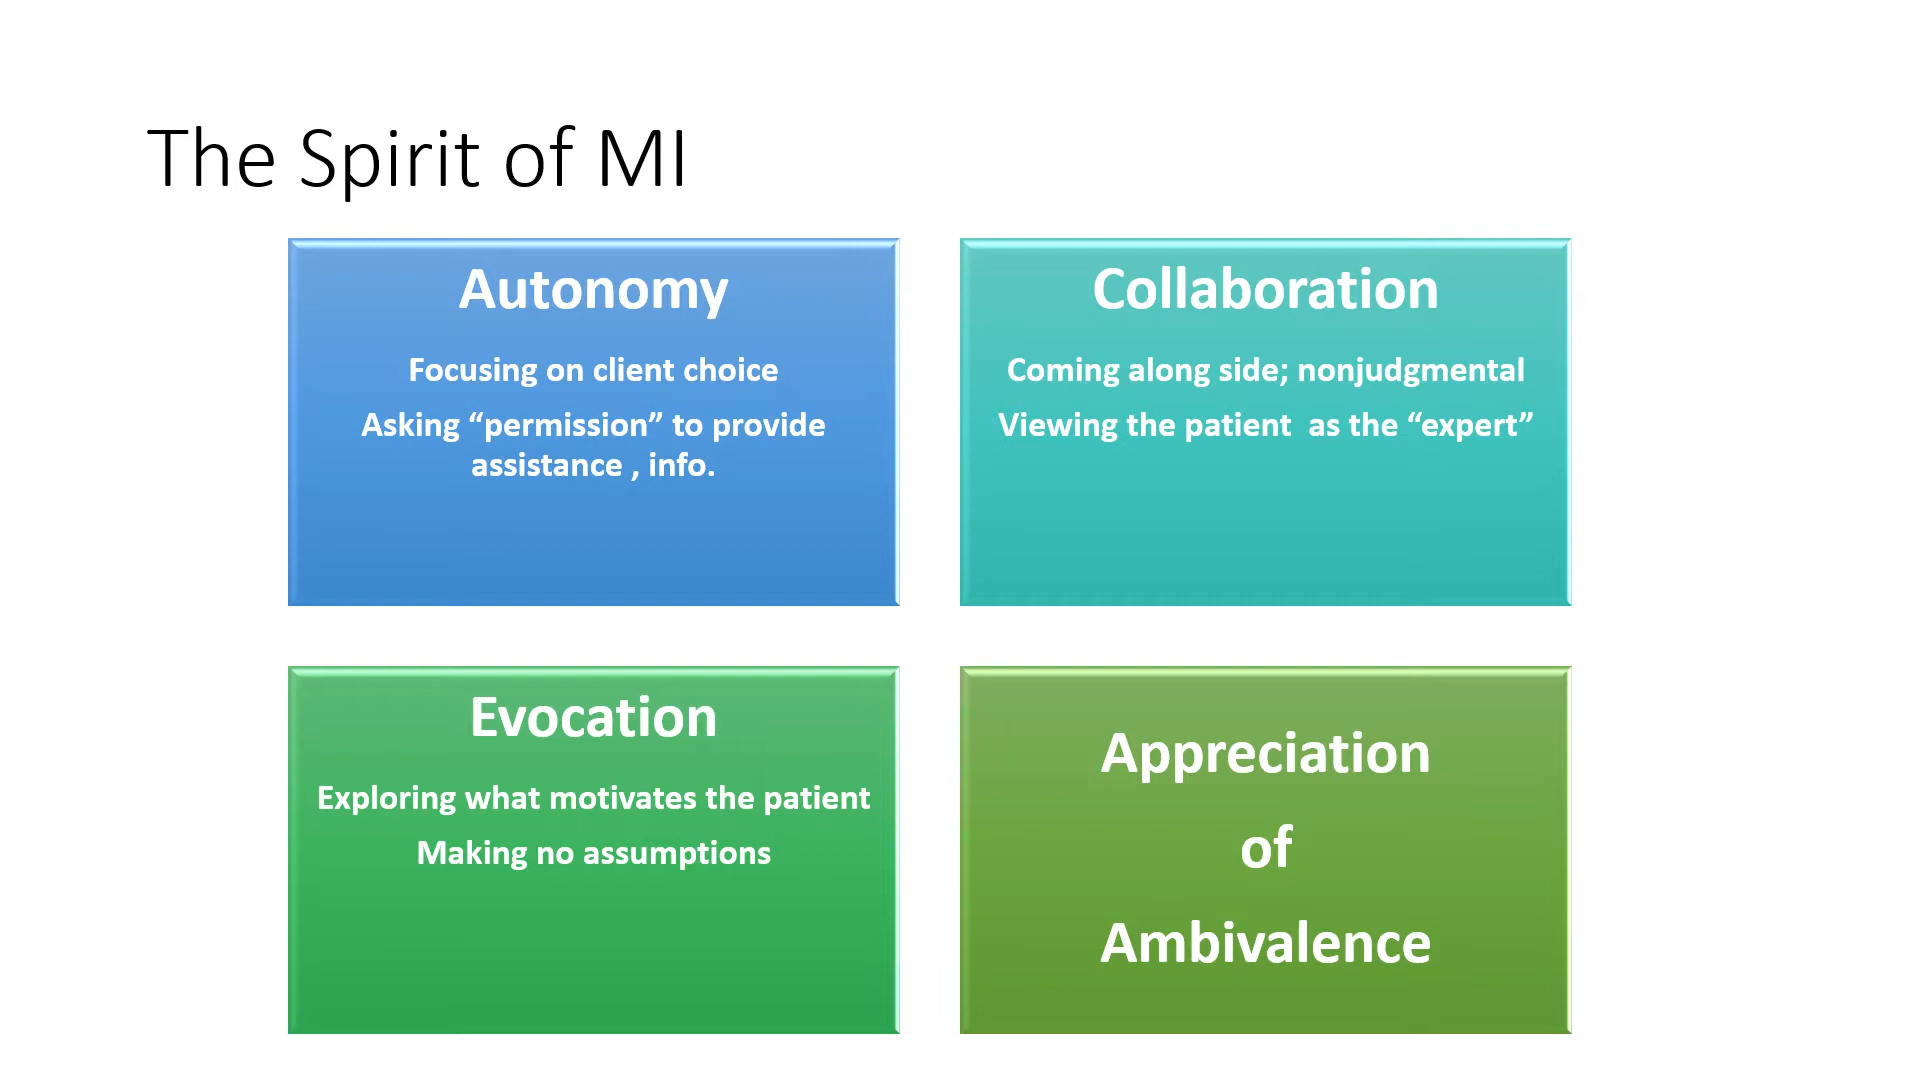 The Spirit of MI
Autonomy
Focusing on client choice
Asking “permission” to provide
assistance , info.
Collaboration
Coming along side; nonjudgmental
Viewing the patient  as the “expert”
Evocation
Exploring what motivates the patient
Making no assumptions
Appreciation
of
Ambivalence